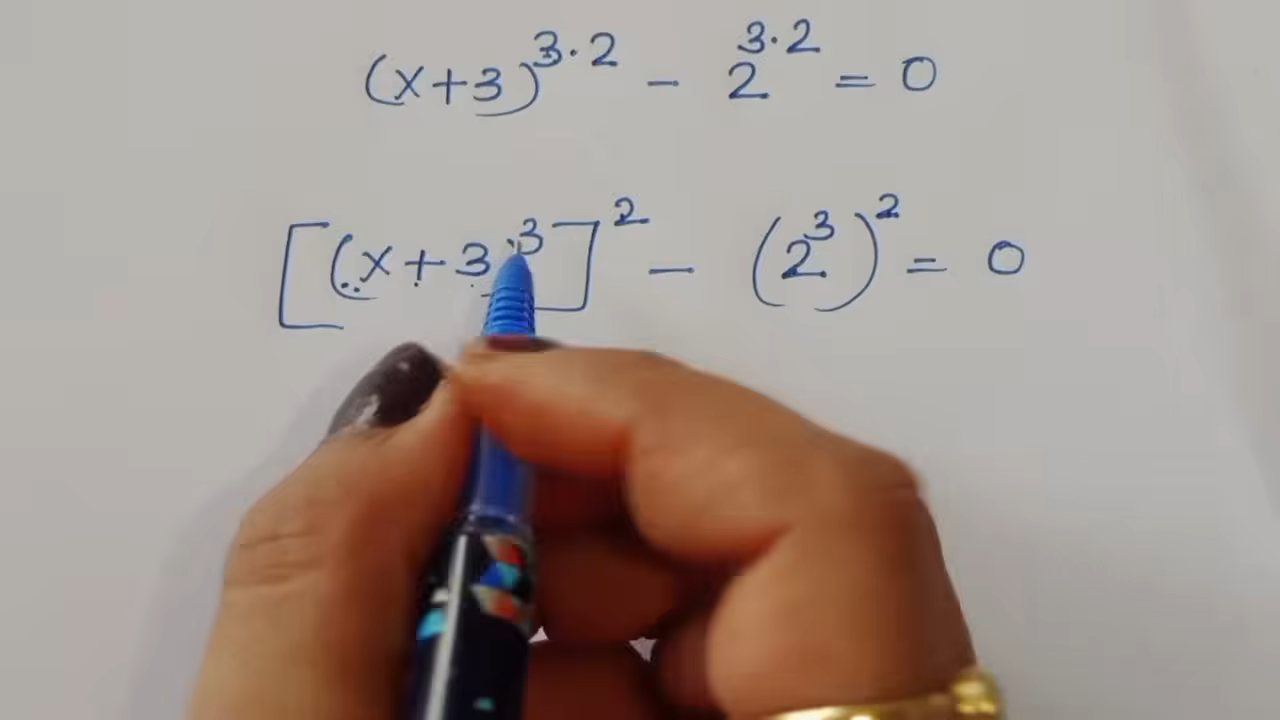 (x+3)^{3·2} - 2^{3·2} = 0
[(x+3)^3]^2 - (2^3)^2 = 0